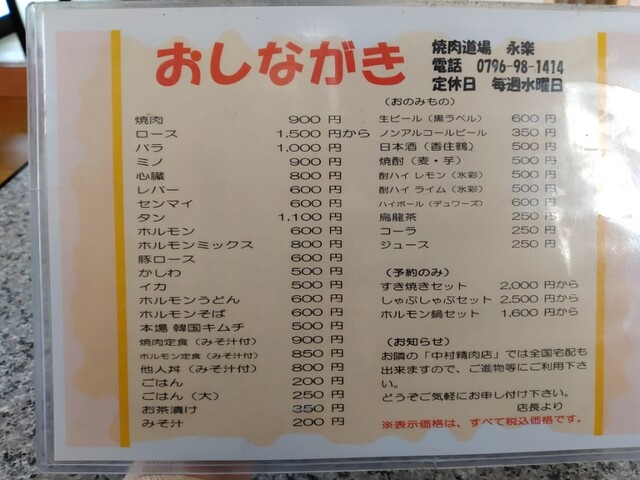 おしながき
焼肉道場 永楽
電話 0796-98-1414
定休日 毎週水曜日
焼肉 900 円
ロース 1,500 円から
バラ 1,000 円
ミノ 900 円
心臓 800 円
レバー 600 円
センマイ 600 円
タン 1,100 円
ホルモン 600 円
ホルモンミックス 800 円
豚ロース 600 円
かしわ 500 円
イカ 500 円
ホルモンうどん 600 円
ホルモンそば 600 円
本場 韓国キムチ 500 円
焼肉定食（みそ汁付） 900 円
ホルモン定食（みそ汁付） 850 円
他人丼（みそ汁付） 800 円
ごはん 200 円
ごはん（大） 250 円
お茶漬け 350 円
みそ汁 200 円
（おのみもの）
生ビール（黒ラベル） 600 円
ノンアルコールビール 350 円
日本酒（香住鶴） 500 円
焼酎（麦・芋） 500 円
酎ハイ レモン（氷彩） 500 円
酎ハイ ライム（氷彩） 500 円
ハイボール（デュワーズ） 600 円
烏龍茶 250 円
コーラ 250 円
ジュース 250 円
（予約のみ）
すき焼きセット 2,000 円から
しゃぶしゃぶセット 2,500 円から
ホルモン鍋セット 1,600 円から
（お知らせ）
お隣の「中村精肉店」では全国宅配も
出来ますので、ご進物等にご利用下さ
い。
どうぞご気軽にお申し付け下さい。
店長より
※表示価格は、すべて税込価格です。